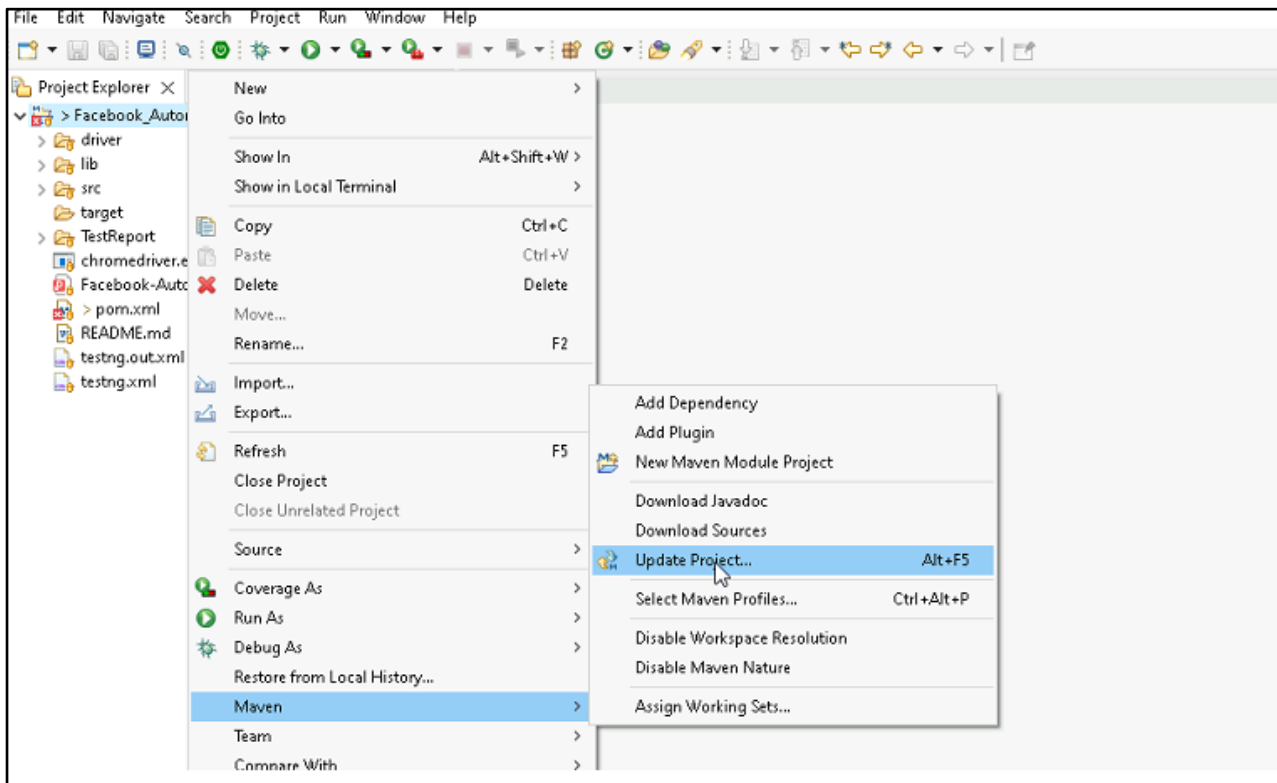 File Edit Navigate Search Project Run Window Help
Project Explorer
> Facebook_Autor
driver
lib
src
target
TestReport
chromedriver.e
Facebook-Auto
> pom.xml
README.md
testng.out.xml
testng.xml
New
Go Into
Show In Alt+Shift+W >
Show in Local Terminal
Copy Ctrl+C
Paste Ctrl+V
Delete Delete
Move...
Rename... F2
Import...
Export...
Refresh F5
Close Project
Close Unrelated Project
Source
Coverage As
Run As
Debug As
Restore from Local History...
Maven
Team
Compare With
Add Dependency
Add Plugin
New Maven Module Project
Download Javadoc
Download Sources
Update Project... Alt+F5
Select Maven Profiles... Ctrl+Alt+P
Disable Workspace Resolution
Disable Maven Nature
Assign Working Sets...